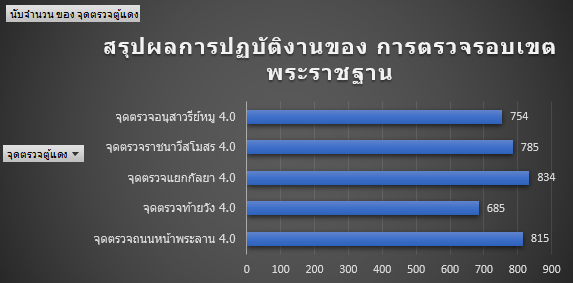 นับจำนวน ของ จุดตรวจตู้แดง
สรุปผลการปฏิบัติงานของ การตรวจรอบเขต
พระราชฐาน
จุดตรวจตู้แดง
จุดตรวจอนุสาวรีย์หมู 4.0 754
จุดตรวจราชนาวีสโมสร 4.0 785
จุดตรวจแยกกัลยา 4.0 834
จุดตรวจท้ายวัง 4.0 685
จุดตรวจถนนหน้าพระลาน 4.0 815
0 100 200 300 400 500 600 700 800 900